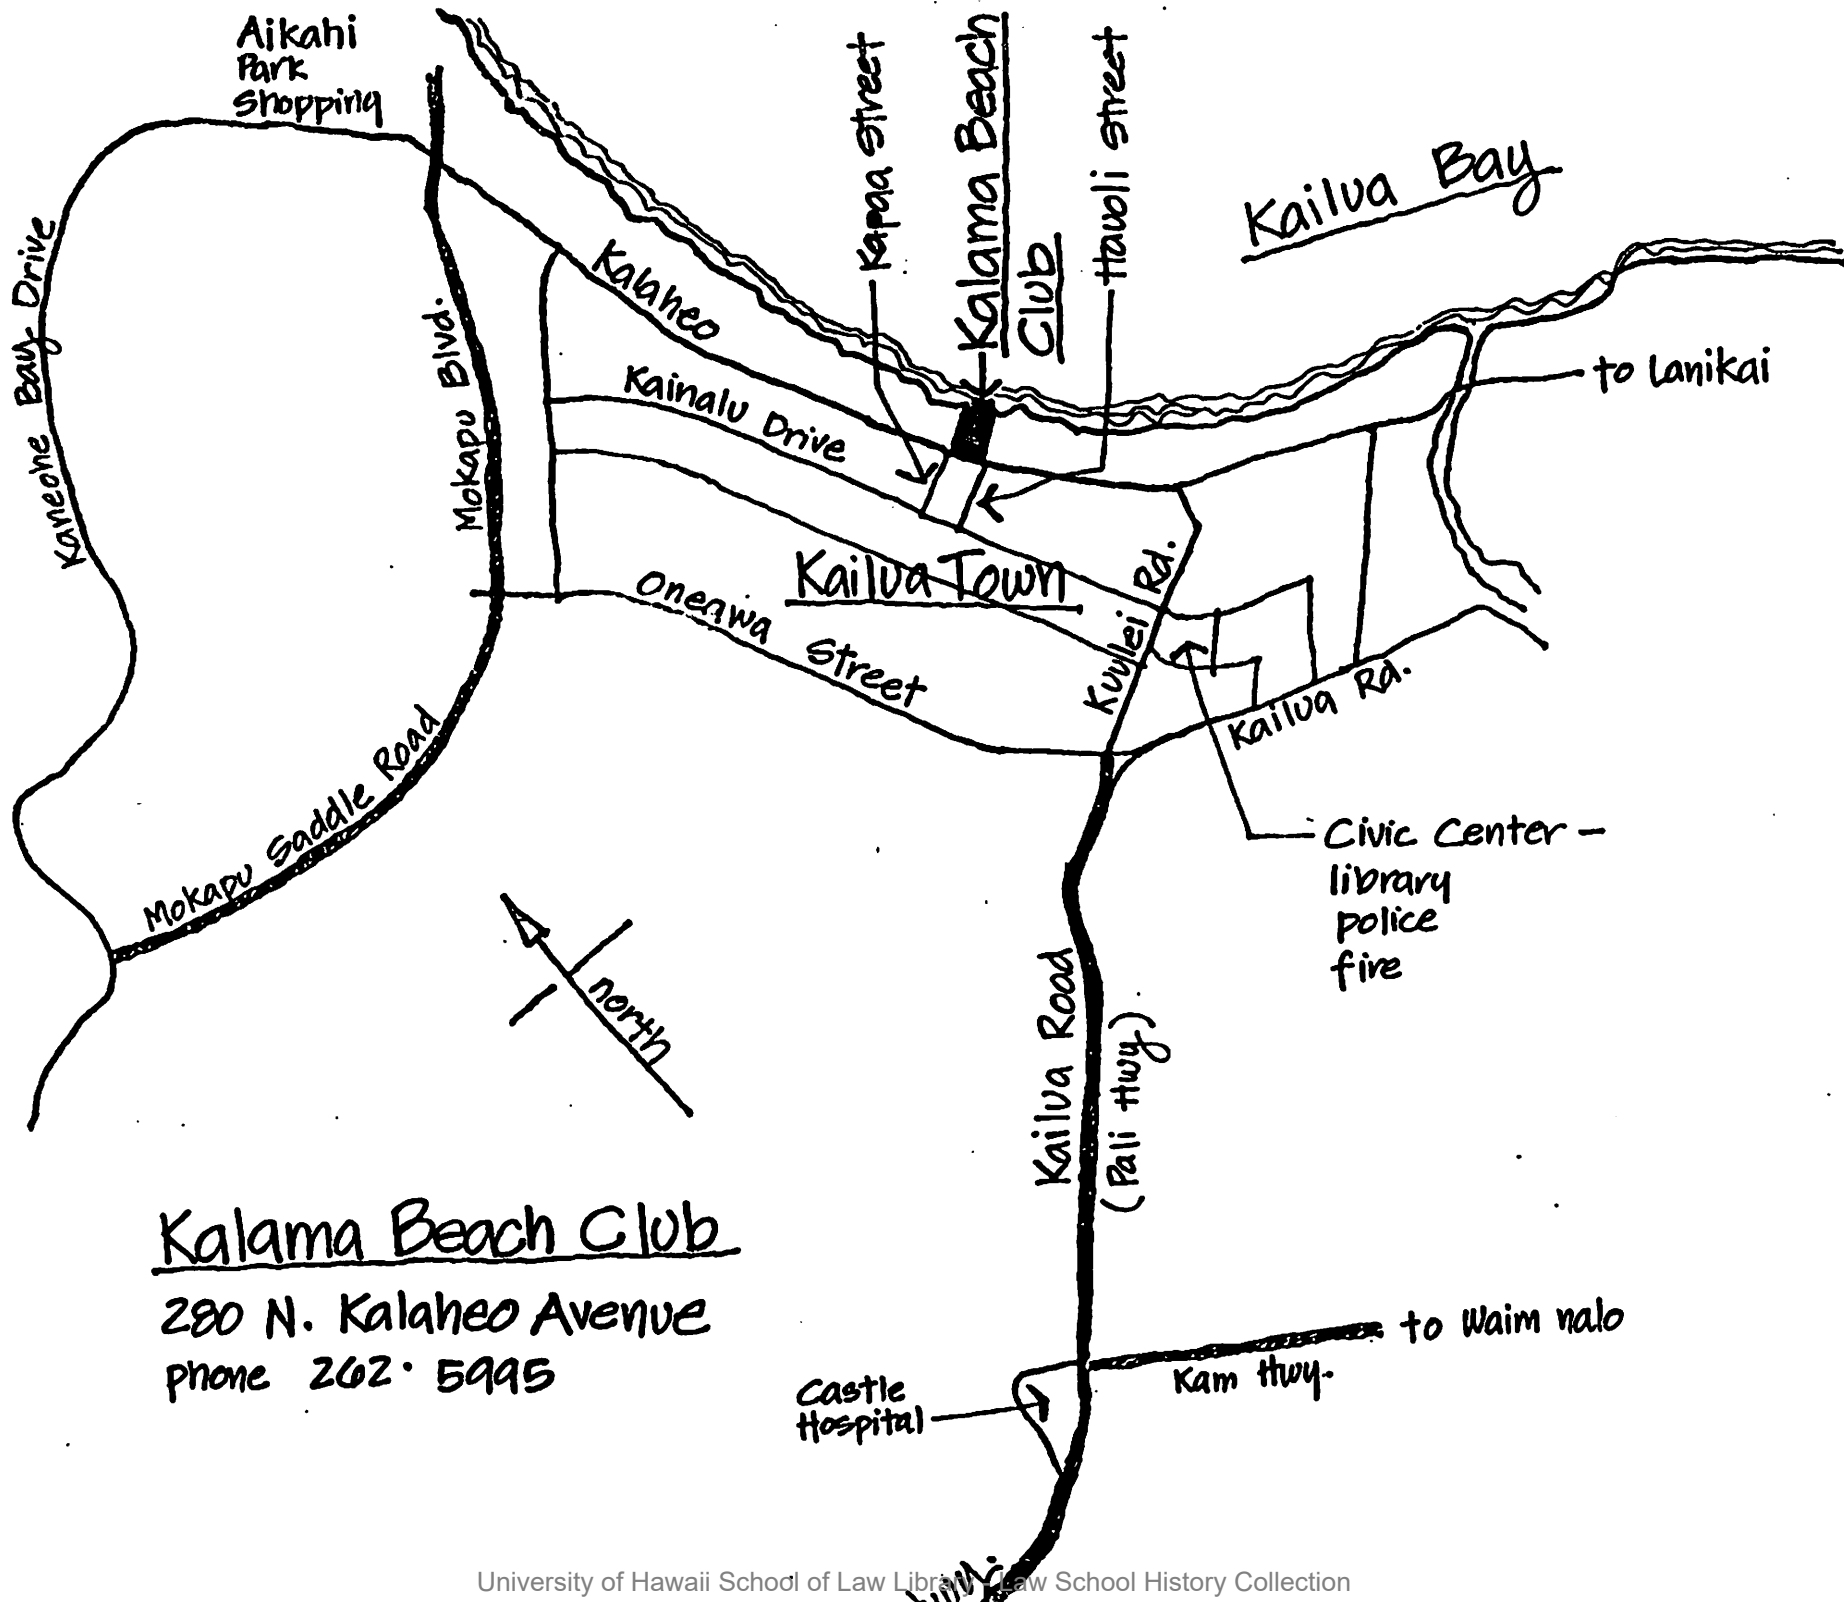 Aikahi
Park
Shopping
Kapaa Street
Kalama Beach
Club
Hauoli Street
Kailua Bay
Kaneohe Bay Drive
Mokapu Blvd.
Kalaheo
Kainalu Drive
to Lanikai
Kailua Town
Oneawa Street
Kuulei Rd.
Kailua Rd.
Mokapu Saddle Road
Civic Center –
library
police
fire
north
Kailua Road
(Pali Hwy)
Kalama Beach Club
280 N. Kalaheo Avenue
phone 262·5995
to Waim nalo
Kam Hwy.
Castle
Hospital
University of Hawaii School of Law Library - Law School History Collection